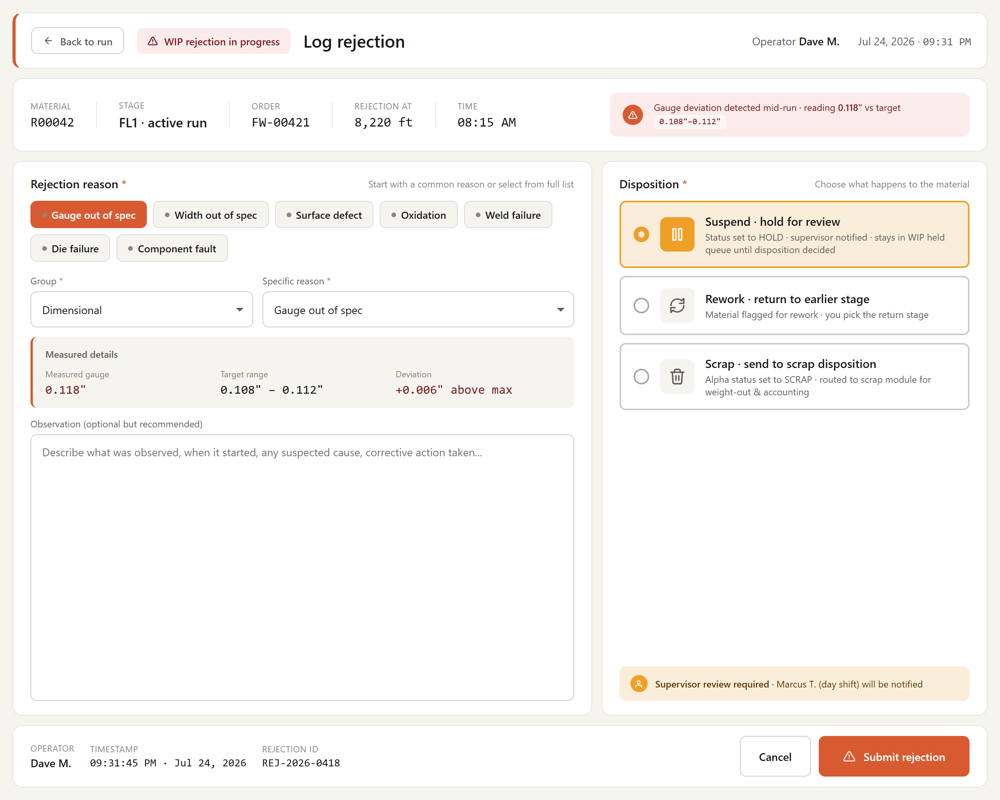 Back to run
WIP rejection in progress
Log rejection
Operator Dave M.
Jul 24, 2026 · 09:31 PM
MATERIAL
R00042
STAGE
FL1 · active run
ORDER
FW-00421
REJECTION AT
8,220 ft
TIME
08:15 AM
Gauge deviation detected mid-run · reading 0.118" vs target
0.108"–0.112"
Rejection reason *
Start with a common reason or select from full list
Gauge out of spec
Width out of spec
Surface defect
Oxidation
Weld failure
Die failure
Component fault
Group *
Dimensional
Specific reason *
Gauge out of spec
Measured details
Measured gauge
0.118"
Target range
0.108" – 0.112"
Deviation
+0.006" above max
Observation (optional but recommended)
Describe what was observed, when it started, any suspected cause, corrective action taken...
Disposition *
Choose what happens to the material
Suspend · hold for review
Status set to HOLD · supervisor notified · stays in WIP held
queue until disposition decided
Rework · return to earlier stage
Material flagged for rework · you pick the return stage
Scrap · send to scrap disposition
Alpha status set to SCRAP · routed to scrap module for
weight-out & accounting
Supervisor review required · Marcus T. (day shift) will be notified
OPERATOR
Dave M.
TIMESTAMP
09:31:45 PM · Jul 24, 2026
REJECTION ID
REJ-2026-0418
Cancel
Submit rejection